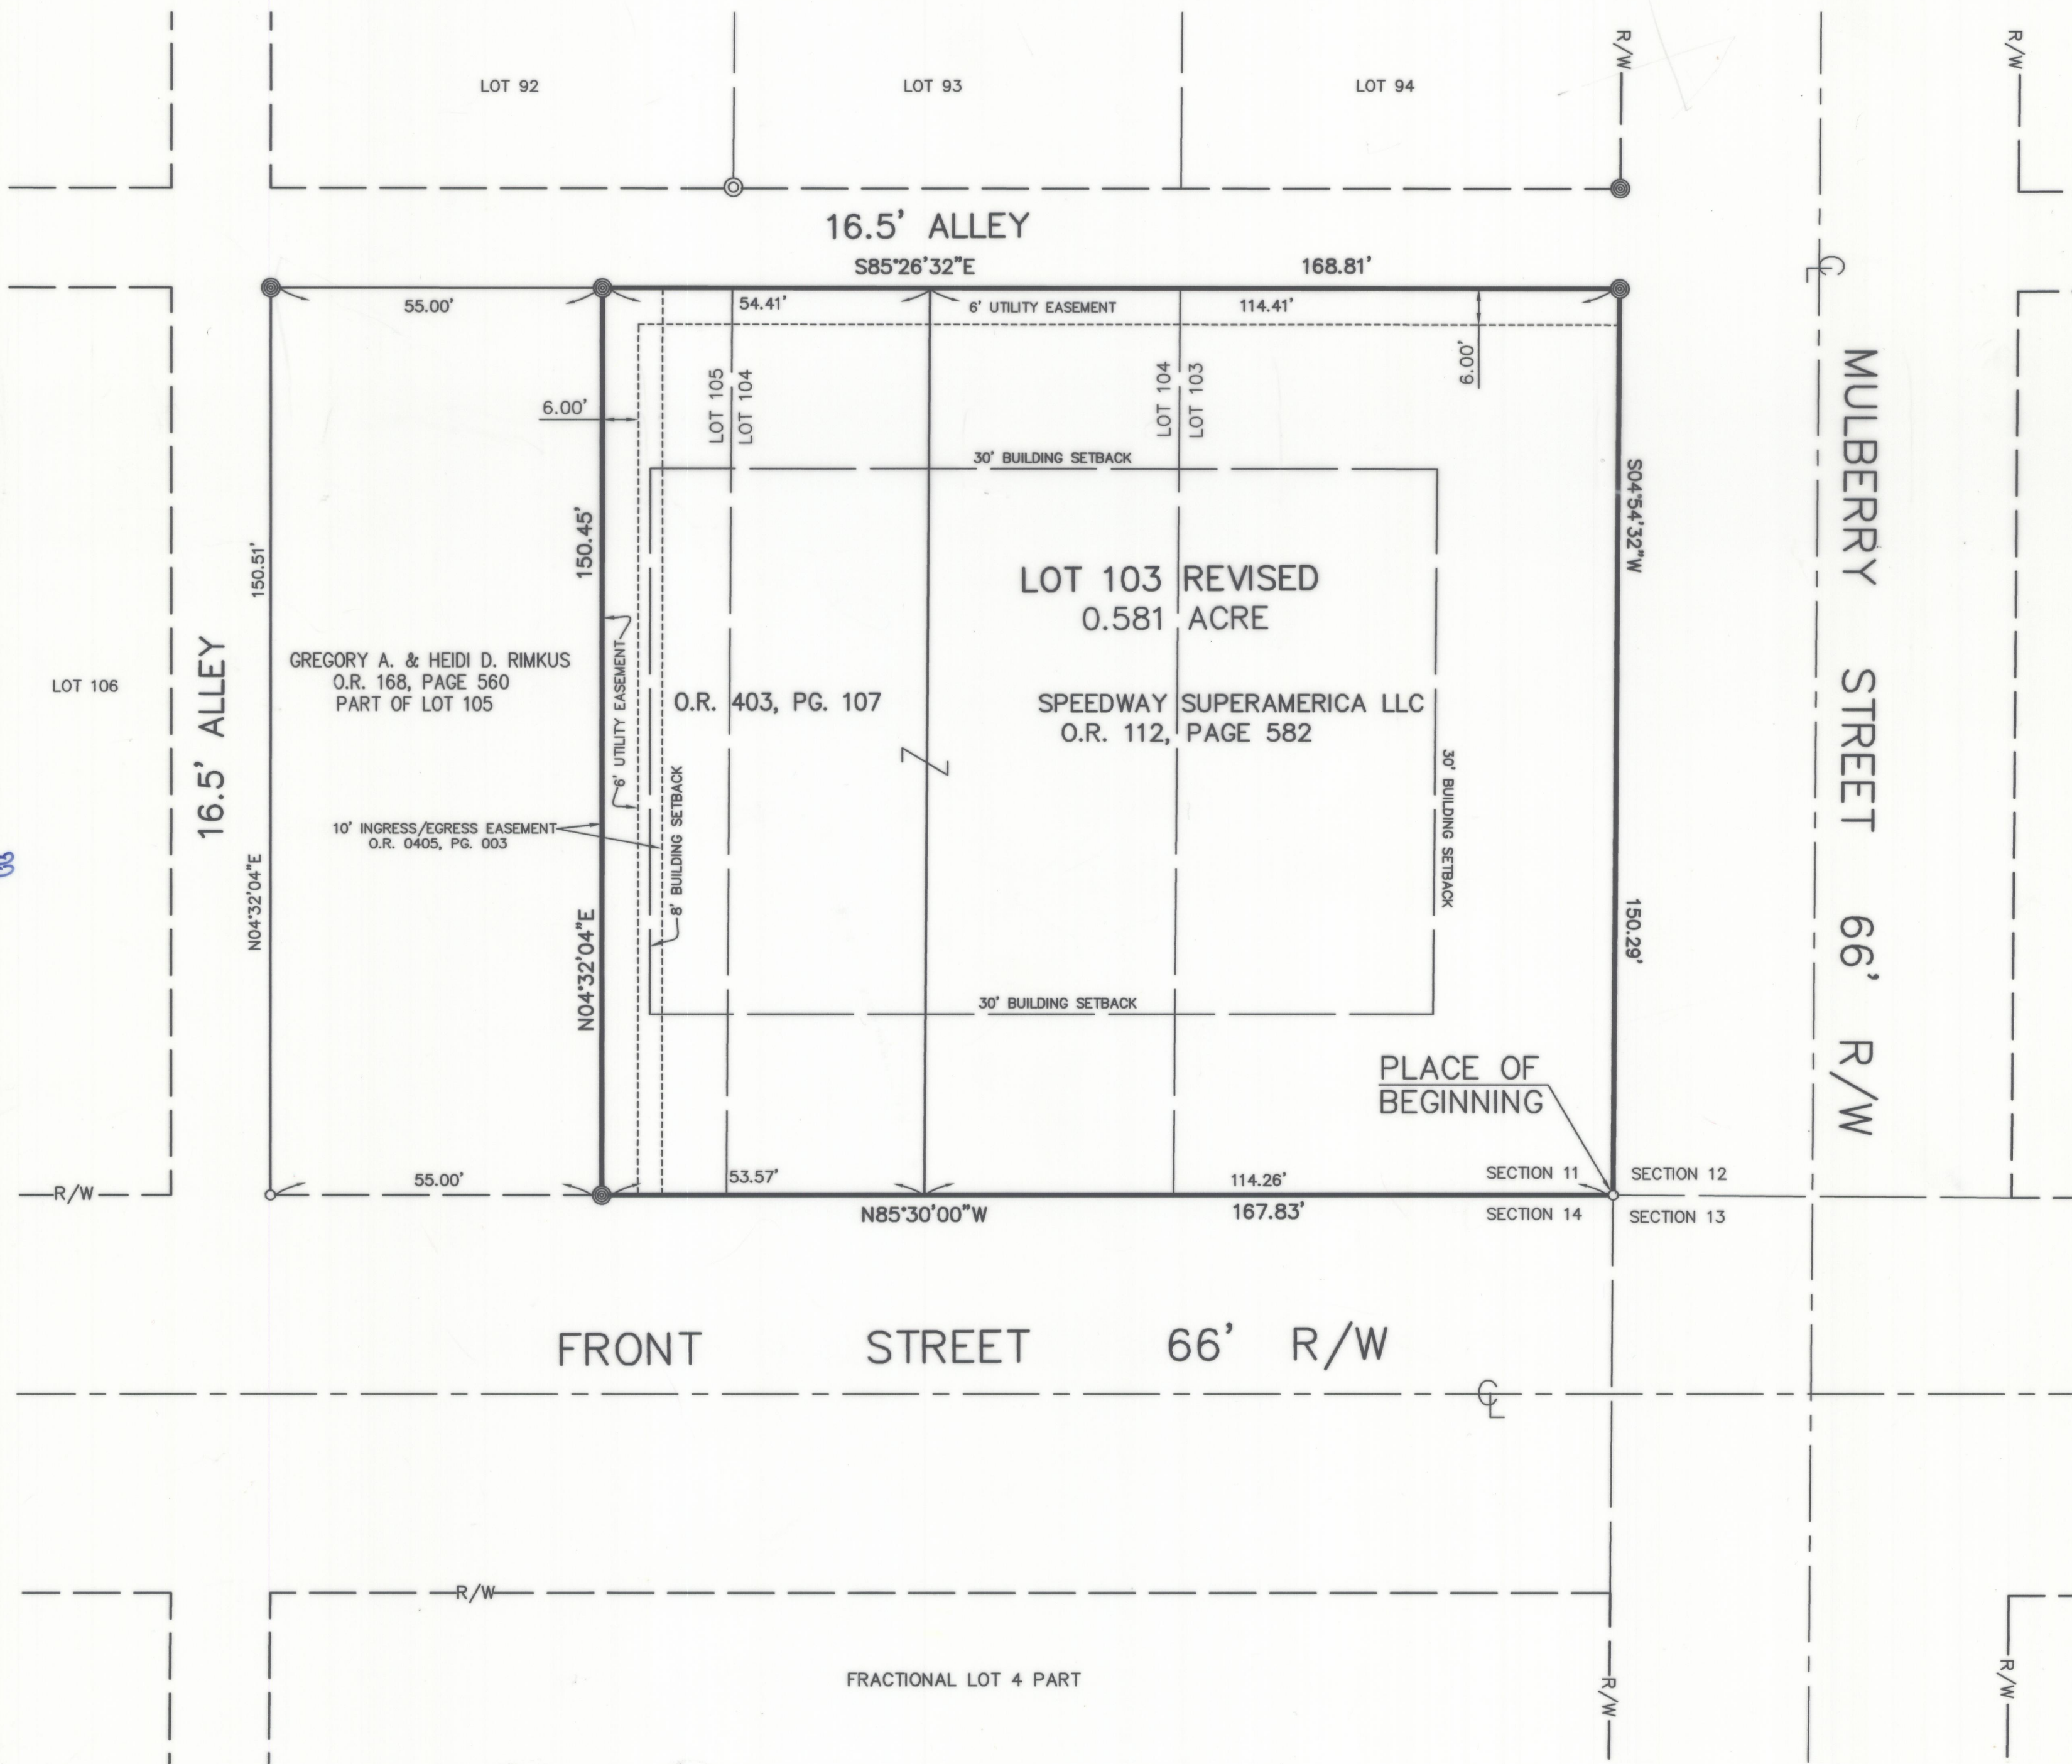 R/W
R/W
LOT 92
LOT 93
LOT 94
16.5' ALLEY
S85°26'32"E
168.81'
55.00'
54.41'
6' UTILITY EASEMENT
114.41'
6.00'
6.00'
LOT 105
LOT 104
LOT 104
LOT 103
30' BUILDING SETBACK
S04°54'32"W
MULBERRY STREET 66' R/W
150.51'
150.45'
LOT 103 REVISED
0.581 ACRE
GREGORY A. & HEIDI D. RIMKUS
O.R. 168, PAGE 560
PART OF LOT 105
LOT 106
16.5' ALLEY
6' UTILITY EASEMENT
O.R. 403, PG. 107
SPEEDWAY SUPERAMERICA LLC
O.R. 112, PAGE 582
30' BUILDING SETBACK
8' BUILDING SETBACK
10' INGRESS/EGRESS EASEMENT
O.R. 0405, PG. 003
N04°32'04"E
N04°32'04"E
150.29'
30' BUILDING SETBACK
PLACE OF
BEGINNING
R/W
55.00'
53.57'
114.26'
SECTION 11
SECTION 12
N85°30'00"W
167.83'
SECTION 14
SECTION 13
FRONT STREET 66' R/W
CL
CL
R/W
FRACTIONAL LOT 4 PART
R/W
R/W